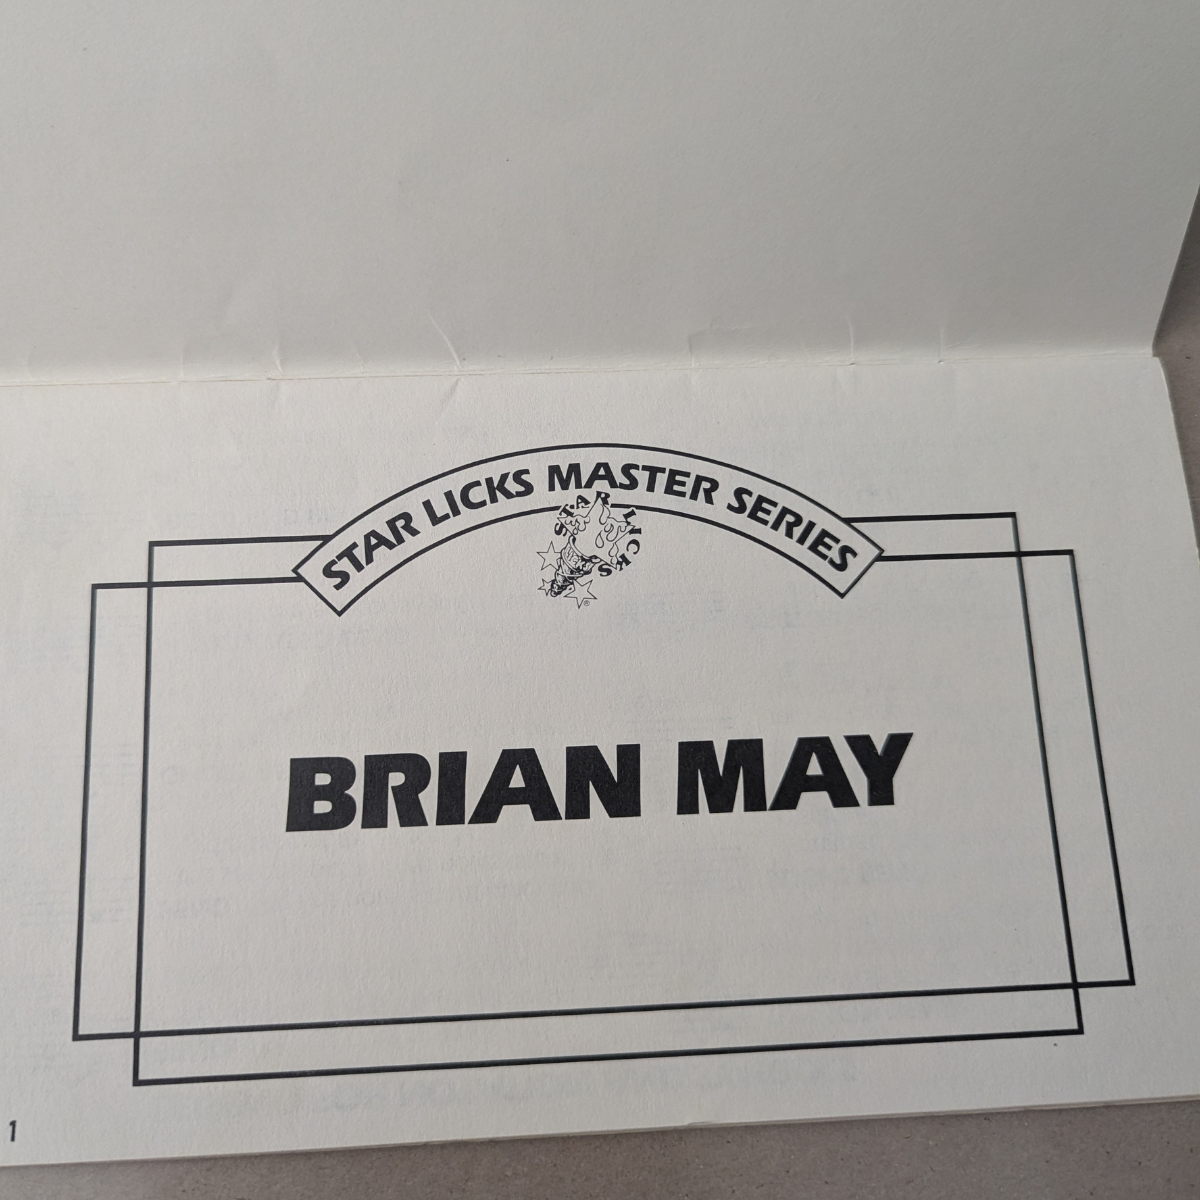 STAR LICKS MASTER SERIES
STAR LICKS
®
BRIAN MAY
1